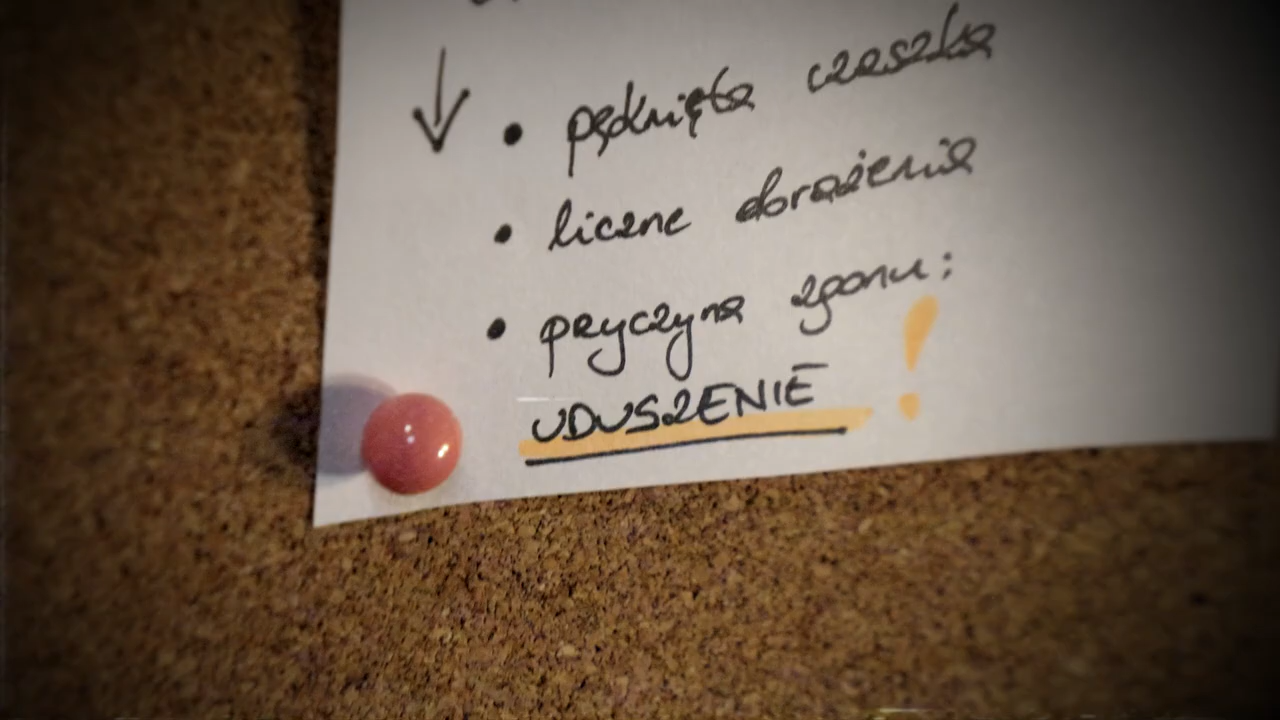 • pęknięta czaszka
• liczne obrażenia
• przyczyna zgonu:
UDUSZENIE !